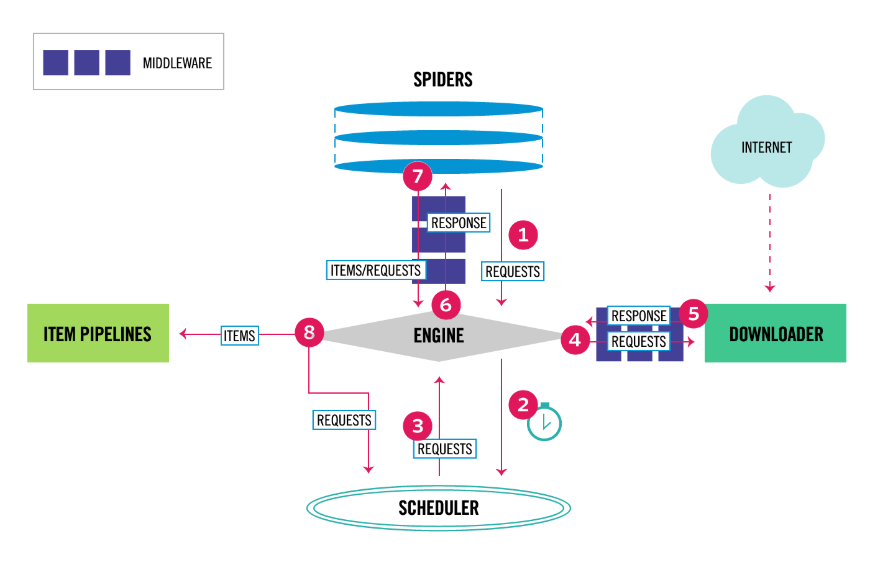 MIDDLEWARE
SPIDERS
INTERNET
7
RESPONSE
1
ITEMS/REQUESTS
REQUESTS
6
ITEM PIPELINES
ITEMS
8
ENGINE
4
RESPONSE
5
REQUESTS
DOWNLOADER
REQUESTS
3
REQUESTS
2
SCHEDULER